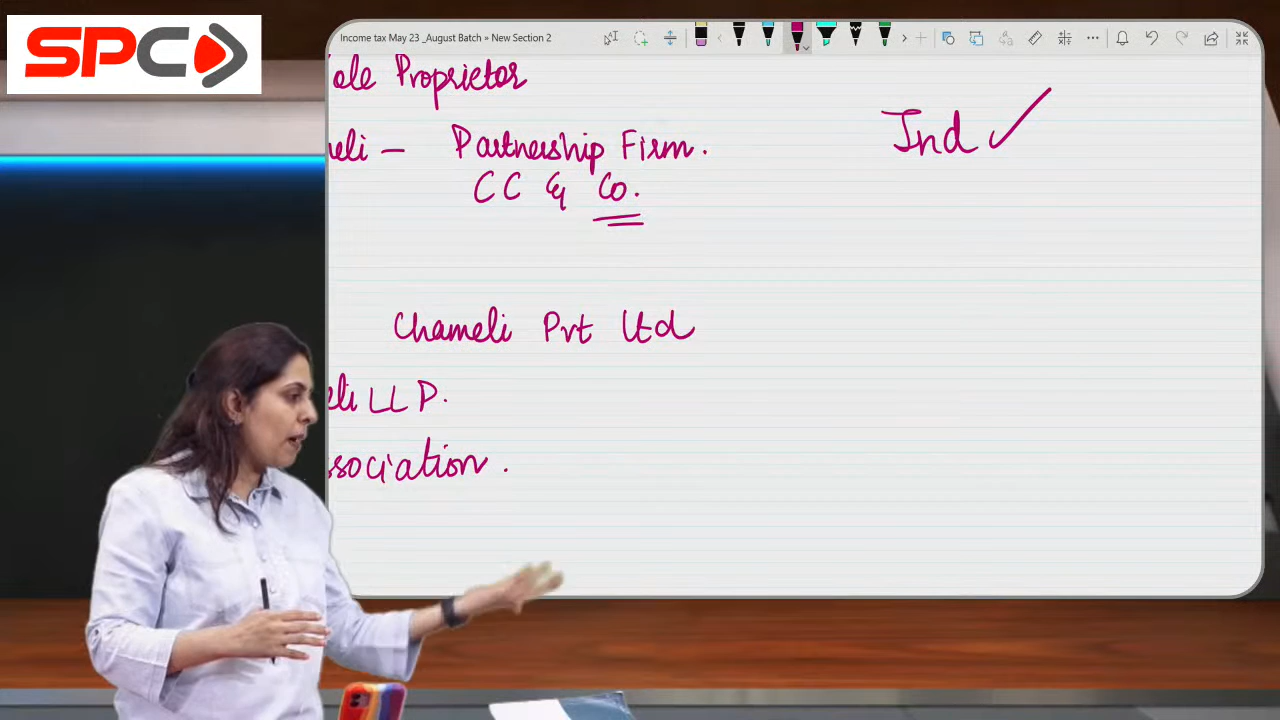 SPC
Income tax May 23 _August Batch » New Section 2
ole Proprietor
Ind
eli – Partnership Firm.
CC & Co.
Chameli Pvt Ltd
eli LLP.
ssociation.